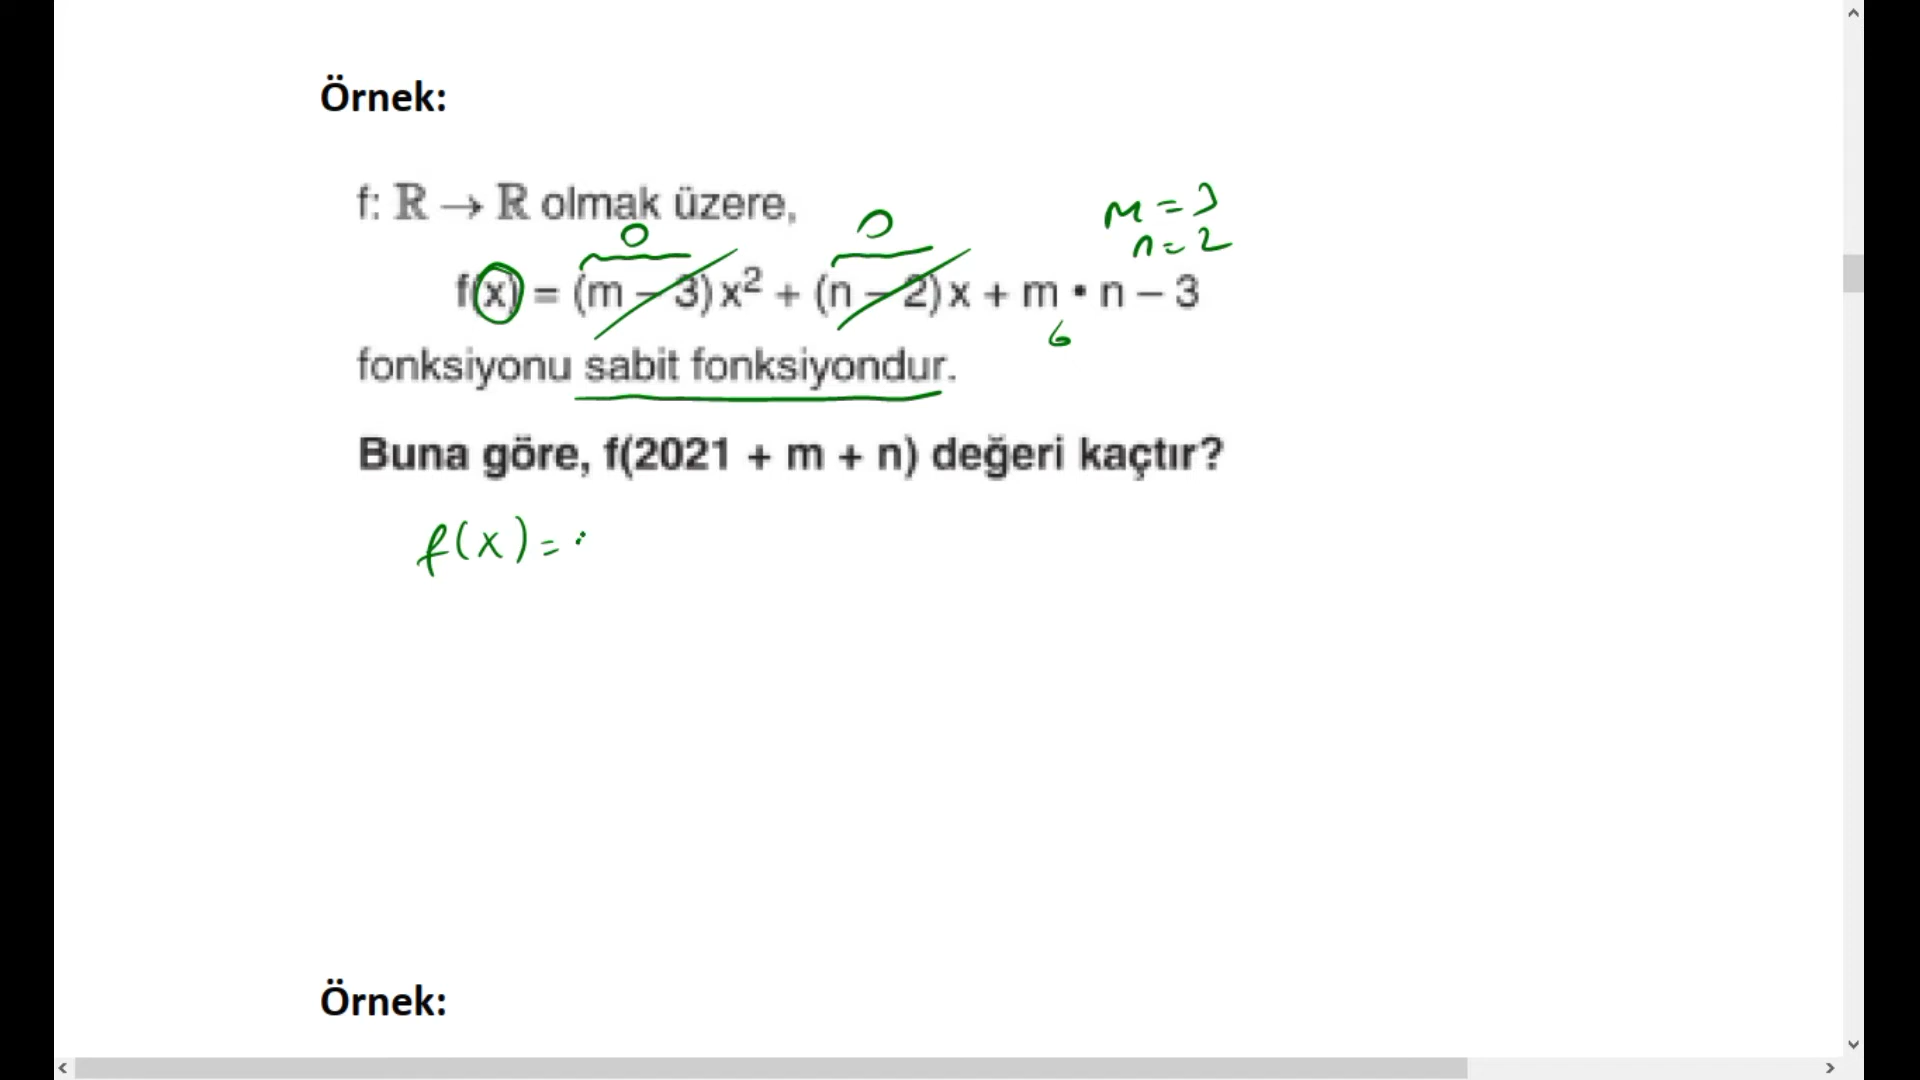 Örnek:
f: ℝ → ℝ olmak üzere,
m = 3
n = 2
0 0
f(x) = (m – 3)x² + (n – 2)x + m • n – 3
6
fonksiyonu sabit fonksiyondur.
Buna göre, f(2021 + m + n) değeri kaçtır?
f(x) =
Örnek: